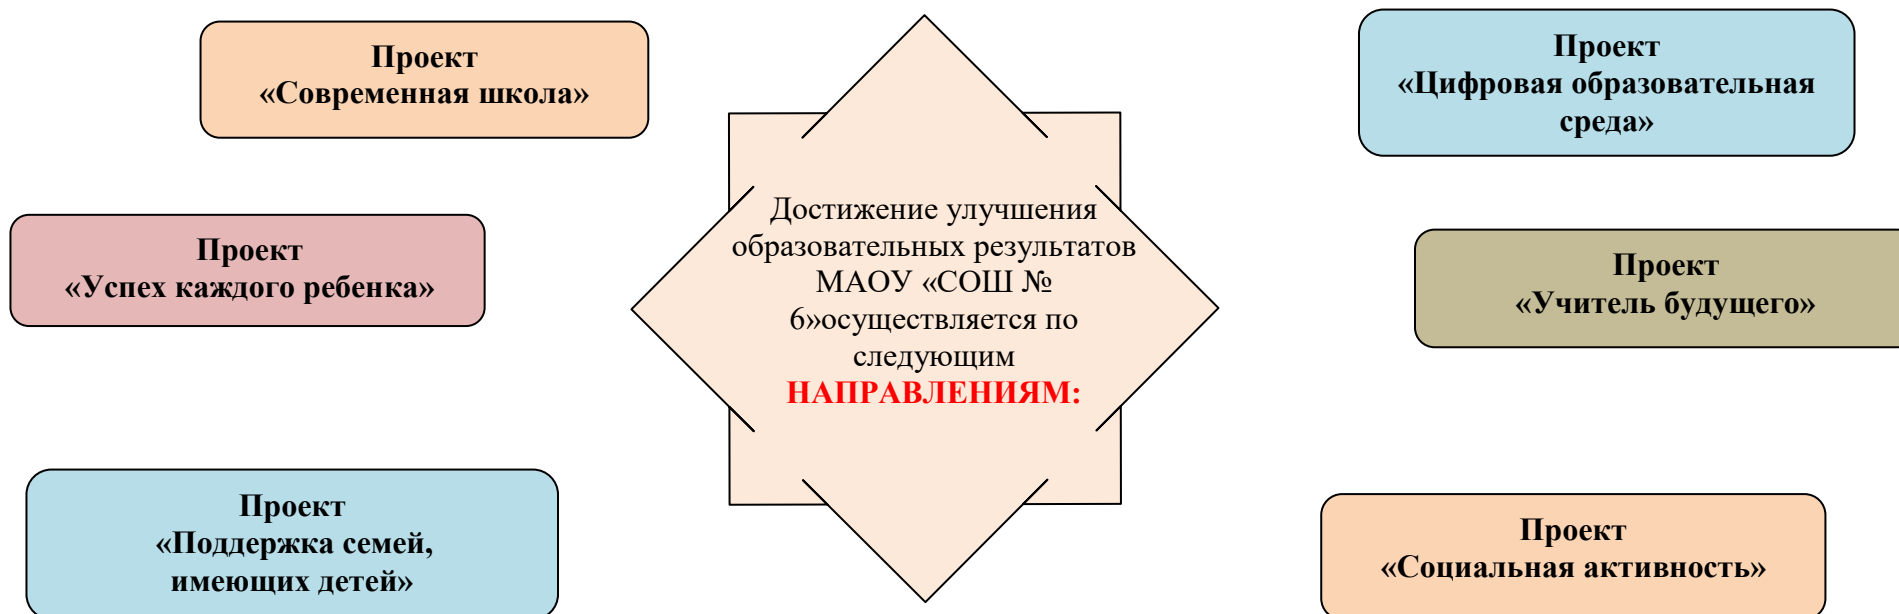 Проект
«Современная школа»
Проект
«Успех каждого ребенка»
Проект
«Поддержка семей,
имеющих детей»
Достижение улучшения
образовательных результатов
МАОУ «СОШ №
6»осуществляется по
следующим
НАПРАВЛЕНИЯМ:
Проект
«Цифровая образовательная
среда»
Проект
«Учитель будущего»
Проект
«Социальная активность»